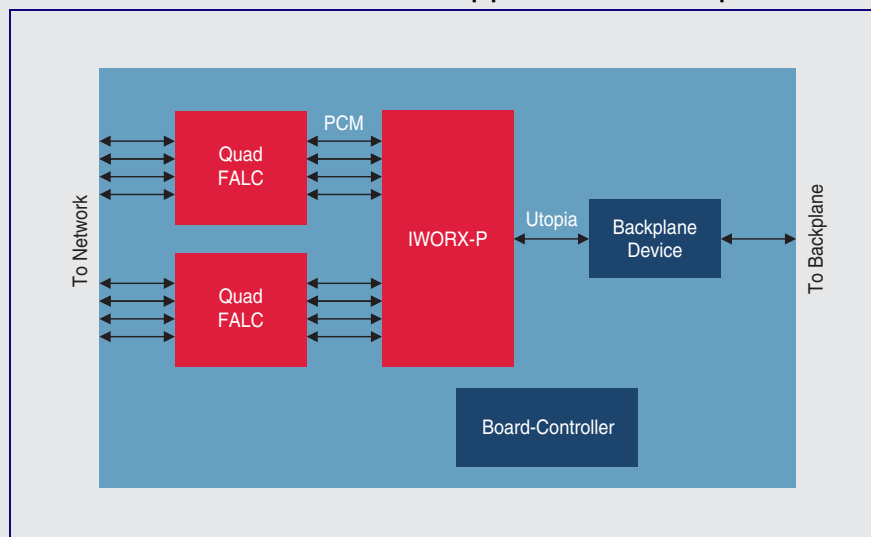 To Network
Quad
FALC
PCM
Quad
FALC
IWORX-P
Utopia
Backplane
Device
To Backplane
Board-Controller